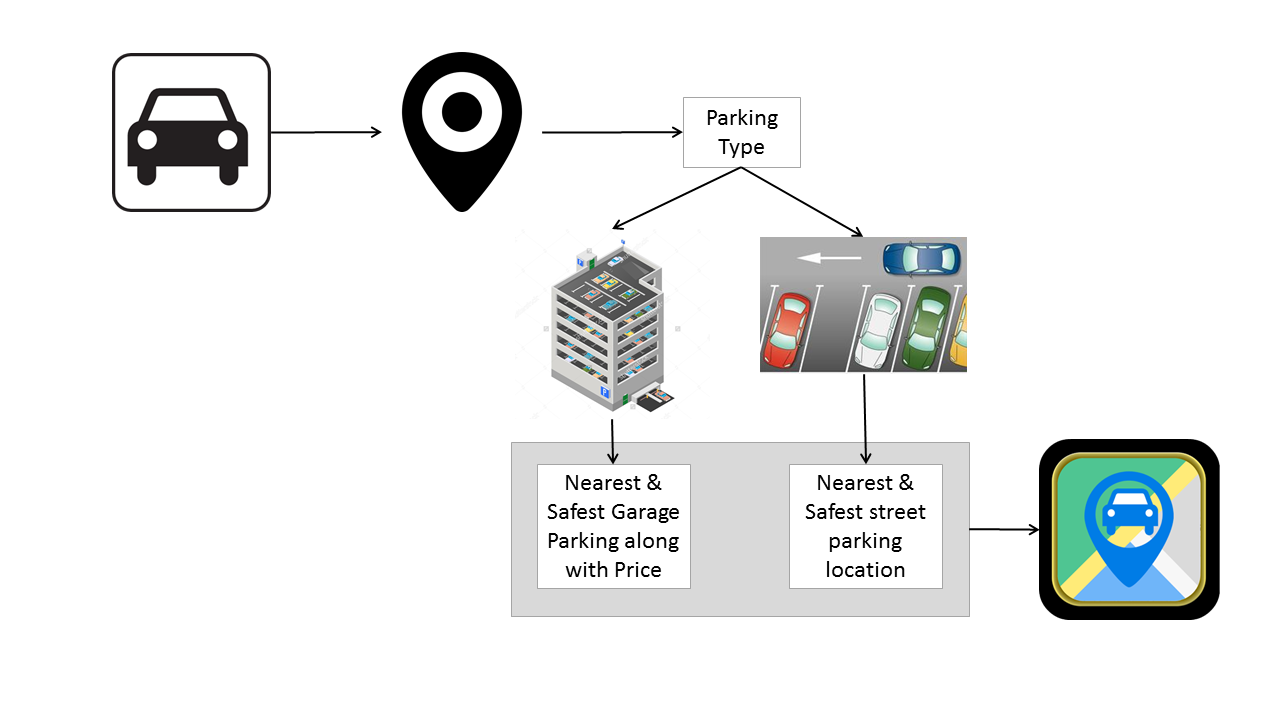 Parking
Type
Nearest &
Safest Garage
Parking along
with Price
Nearest &
Safest street
parking
location